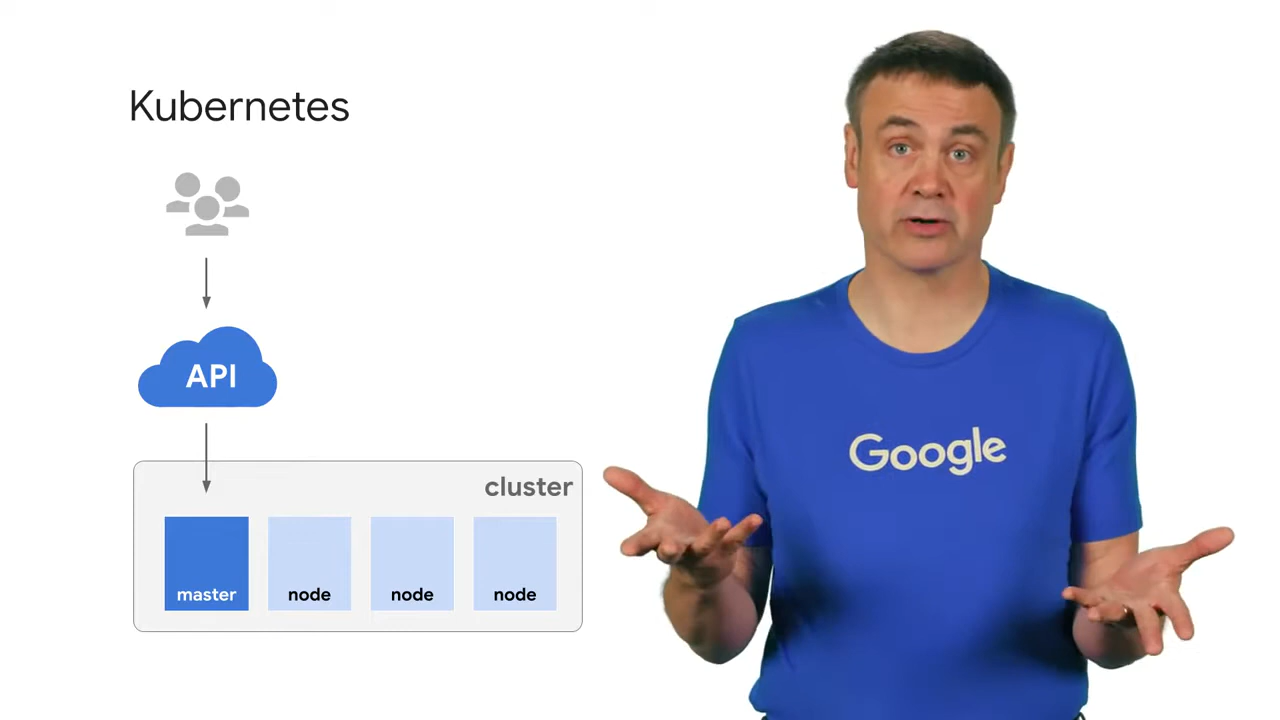 Kubernetes
API
cluster
master
node
node
node
Google